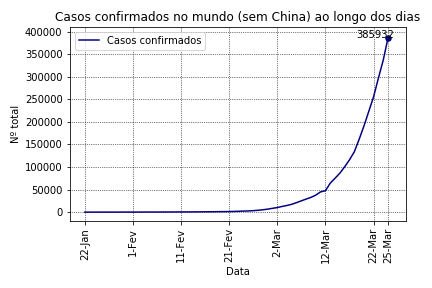 Casos confirmados no mundo (sem China) ao longo dos dias
Casos confirmados
385932
400000
350000
300000
250000
200000
150000
100000
50000
0
Nº total
22-Jan
1-Fev
11-Fev
21-Fev
2-Mar
12-Mar
22-Mar
25-Mar
Data